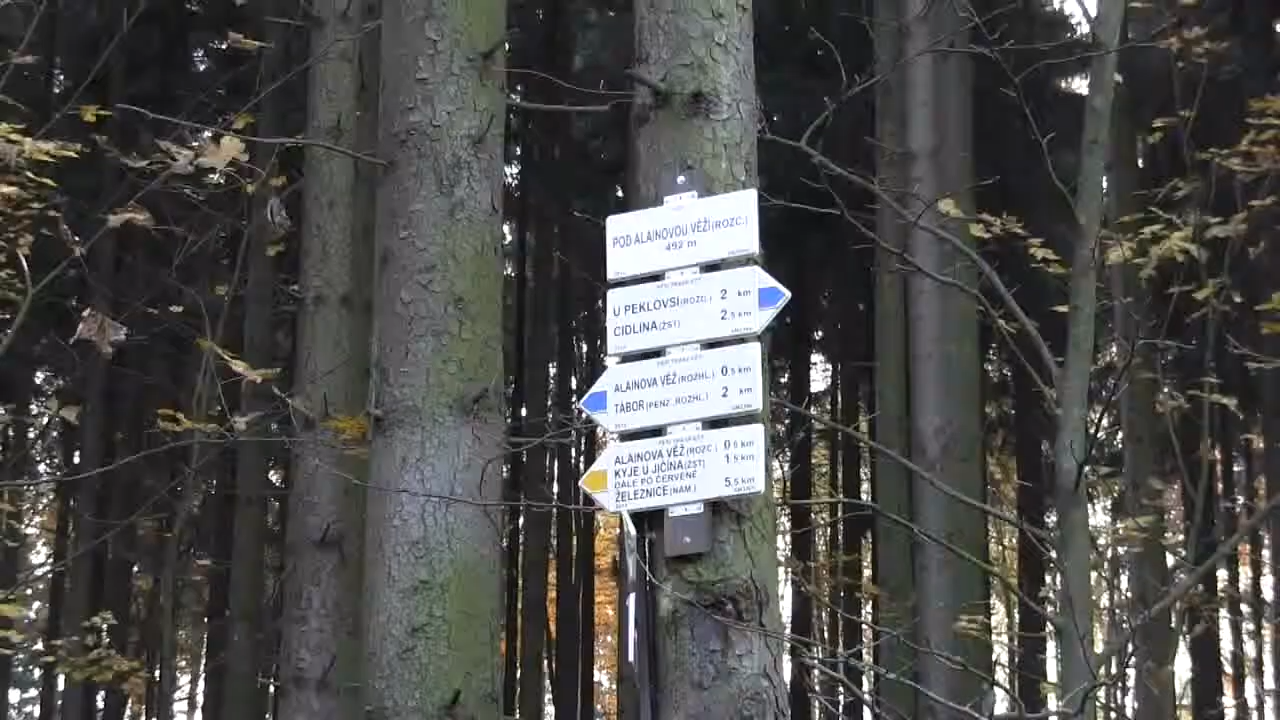 POD ALAINOVOU VĚŽÍ (ROZC.)
492 m
U PEKLOVSI (ROZC.) 2 km
CIDLINA (ŽST) 2,5 km
ALAINOVA VĚŽ (ROZHL.) 0,5 km
TÁBOR (PENZ. ROZHL.) 2 km
ALAINOVA VĚŽ (ROZC.) 0,5 km
KYJE U JIČÍNA (ŽST) 1,5 km
DÁLE PO ČERVENÉ
ŽELEZNICE (NÁM.) 5,5 km